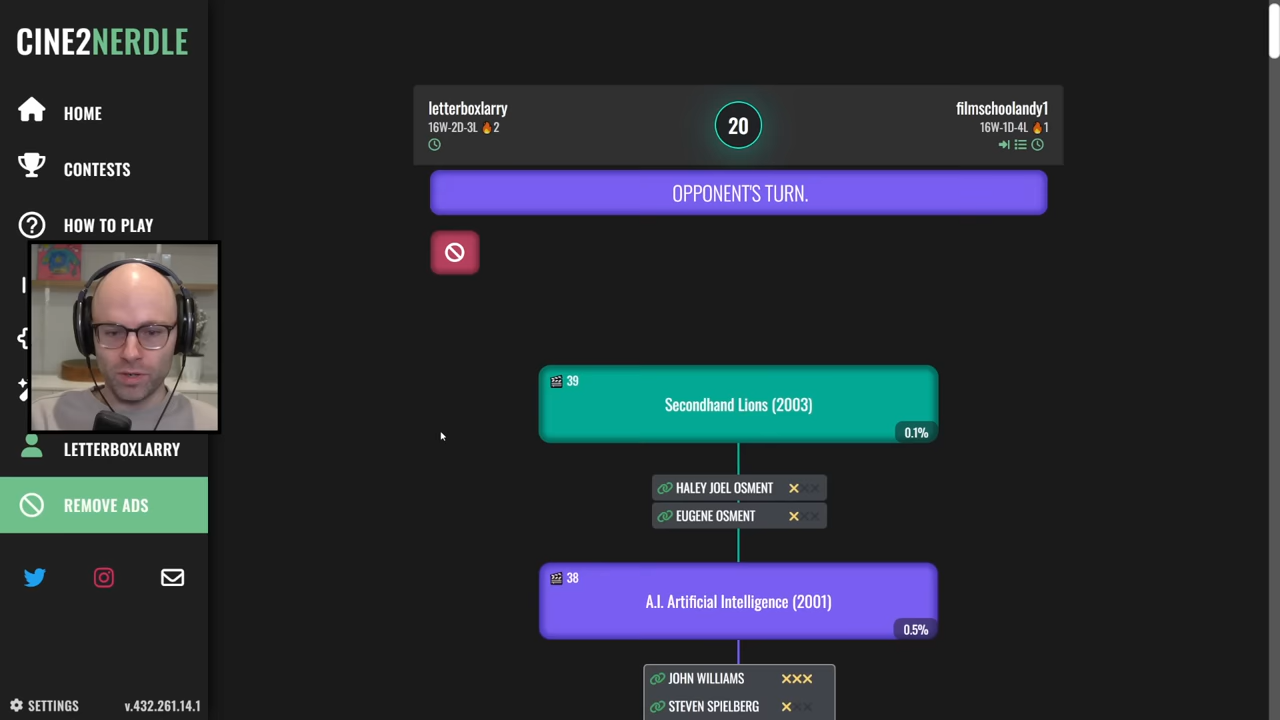 CINE2NERDLE
HOME
CONTESTS
HOW TO PLAY
LETTERBOXLARRY
REMOVE ADS
SETTINGS
v.432.261.14.1
letterboxlarry
16W-2D-3L 🔥2
20
filmschoolandy1
16W-1D-4L 🔥1
OPPONENT'S TURN.
39
Secondhand Lions (2003)
0.1%
HALEY JOEL OSMENT
EUGENE OSMENT
38
A.I. Artificial Intelligence (2001)
0.5%
JOHN WILLIAMS
STEVEN SPIELBERG